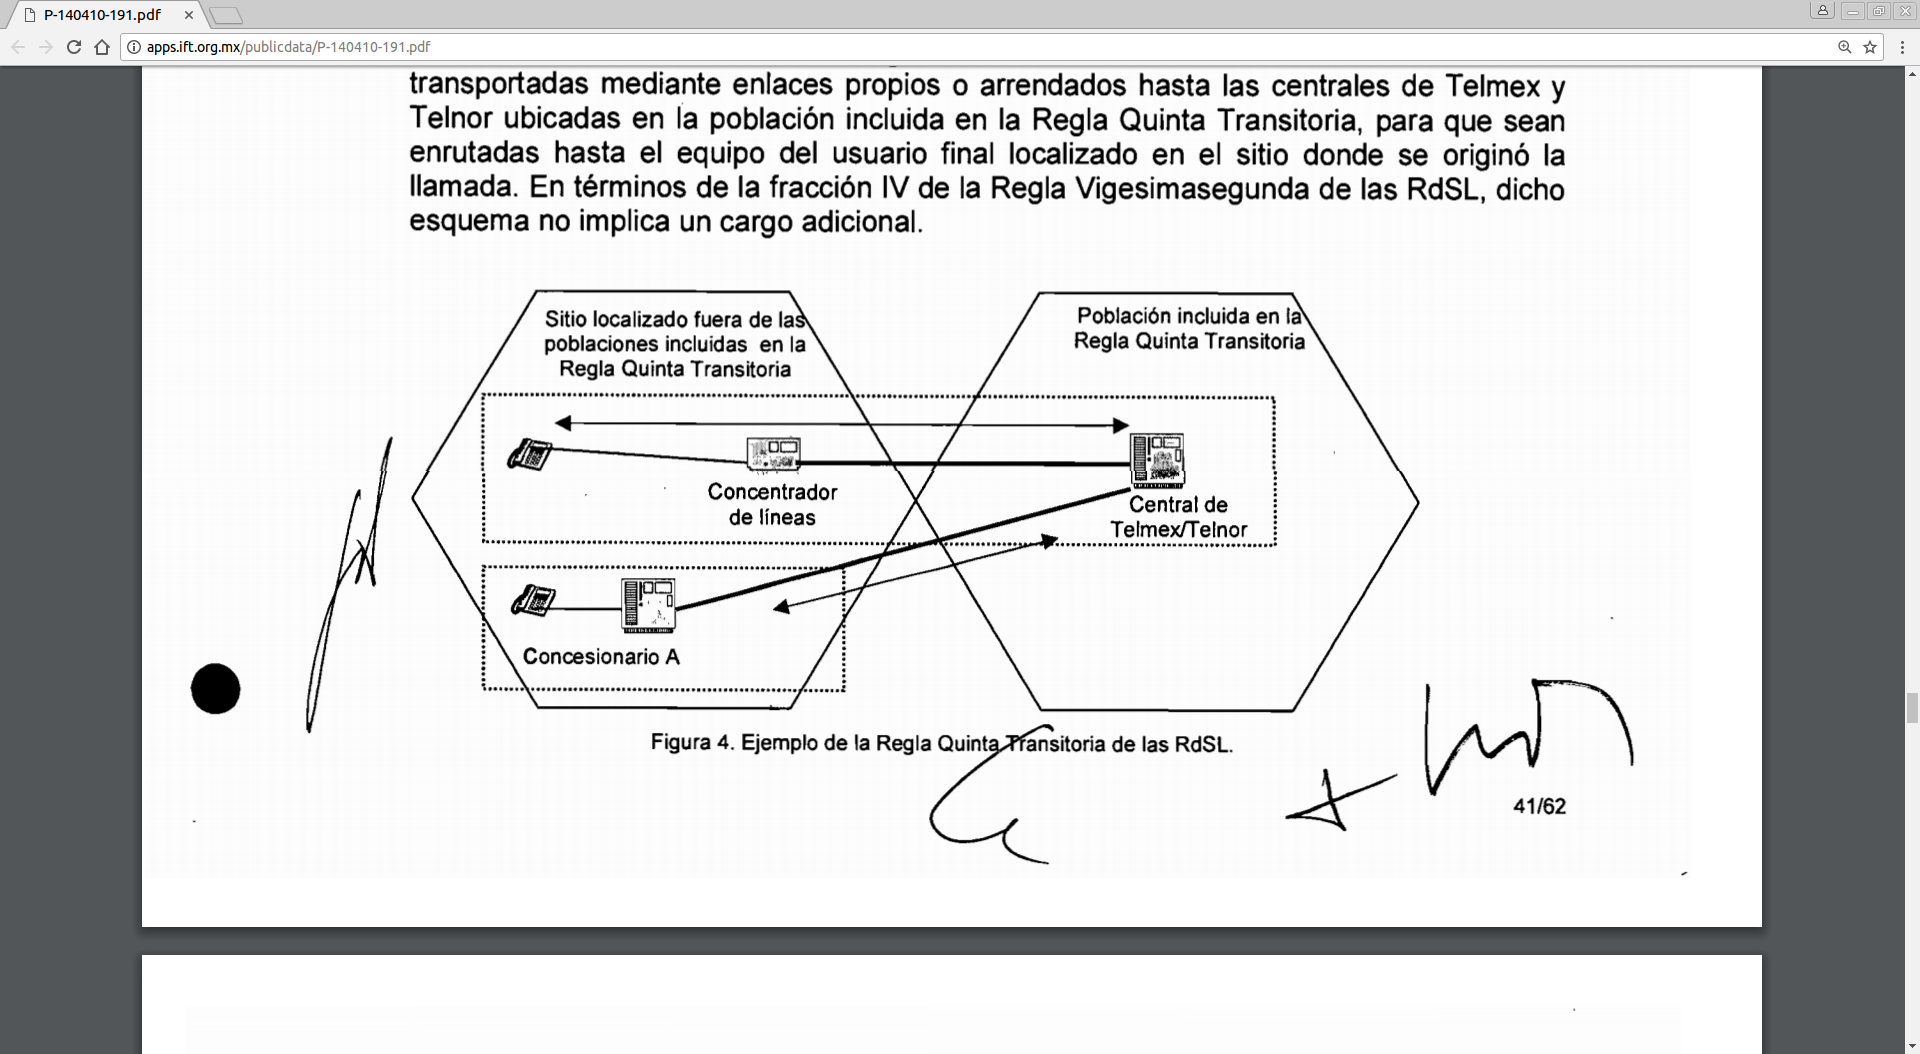 P-140410-191.pdf
apps.ift.org.mx/publicdata/P-140410-191.pdf
transportadas mediante enlaces propios o arrendados hasta las centrales de Telmex y
Telnor ubicadas en la población incluida en la Regla Quinta Transitoria, para que sean
enrutadas hasta el equipo del usuario final localizado en el sitio donde se originó la
llamada. En términos de la fracción IV de la Regla Vigesimasegunda de las RdSL, dicho
esquema no implica un cargo adicional.
Sitio localizado fuera de las
poblaciones incluidas en la
Regla Quinta Transitoria
Población incluida en la
Regla Quinta Transitoria
Concentrador
de líneas
Central de
Telmex/Telnor
Concesionario A
Figura 4. Ejemplo de la Regla Quinta Transitoria de las RdSL.
41/62